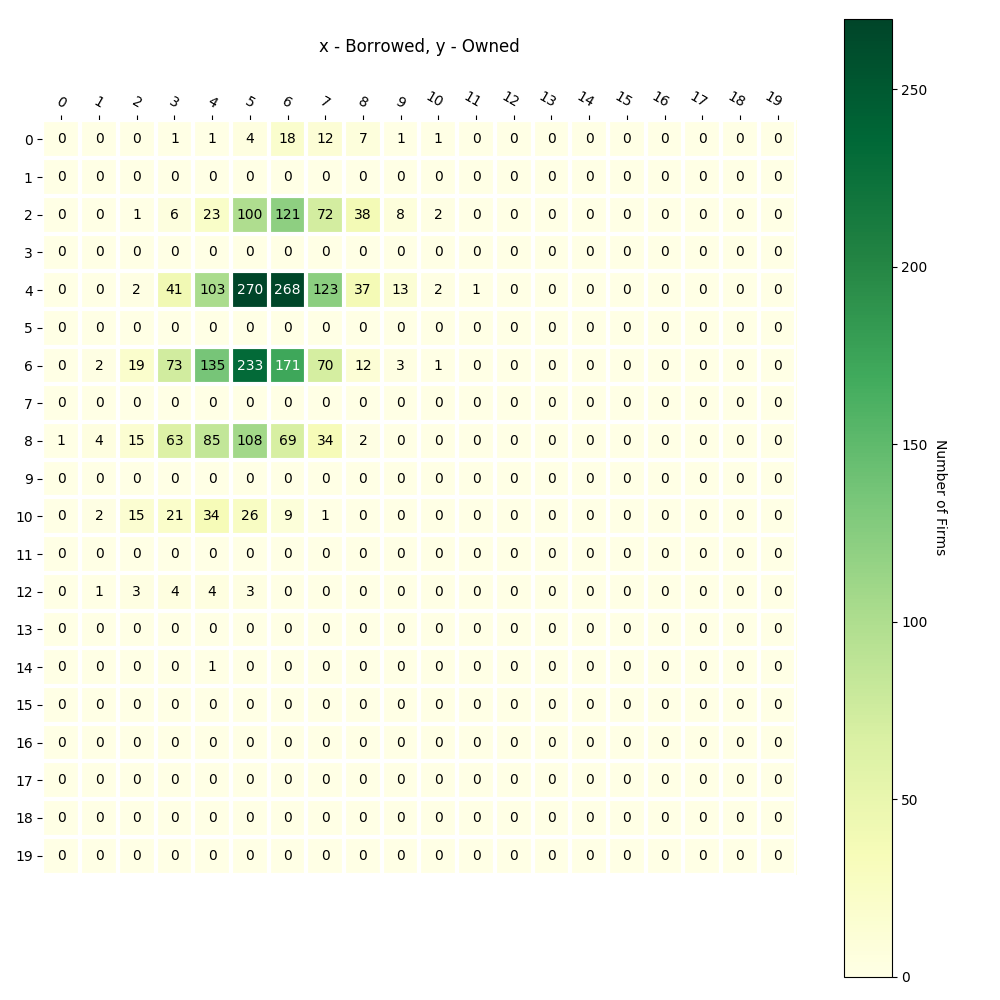 x - Borrowed, y - Owned
0 1 2 3 4 5 6 7 8 9 10 11 12 13 14 15 16 17 18 19
0 0 0 0 1 1 4 18 12 7 1 1 0 0 0 0 0 0 0 0 0
1 0 0 0 0 0 0 0 0 0 0 0 0 0 0 0 0 0 0 0 0
2 0 0 1 6 23 100 121 72 38 8 2 0 0 0 0 0 0 0 0 0
3 0 0 0 0 0 0 0 0 0 0 0 0 0 0 0 0 0 0 0 0
4 0 0 2 41 103 270 268 123 37 13 2 1 0 0 0 0 0 0 0 0
5 0 0 0 0 0 0 0 0 0 0 0 0 0 0 0 0 0 0 0 0
6 0 2 19 73 135 233 171 70 12 3 1 0 0 0 0 0 0 0 0 0
7 0 0 0 0 0 0 0 0 0 0 0 0 0 0 0 0 0 0 0 0
8 1 4 15 63 85 108 69 34 2 0 0 0 0 0 0 0 0 0 0 0
9 0 0 0 0 0 0 0 0 0 0 0 0 0 0 0 0 0 0 0 0
10 0 2 15 21 34 26 9 1 0 0 0 0 0 0 0 0 0 0 0 0
11 0 0 0 0 0 0 0 0 0 0 0 0 0 0 0 0 0 0 0 0
12 0 1 3 4 4 3 0 0 0 0 0 0 0 0 0 0 0 0 0 0
13 0 0 0 0 0 0 0 0 0 0 0 0 0 0 0 0 0 0 0 0
14 0 0 0 0 1 0 0 0 0 0 0 0 0 0 0 0 0 0 0 0
15 0 0 0 0 0 0 0 0 0 0 0 0 0 0 0 0 0 0 0 0
16 0 0 0 0 0 0 0 0 0 0 0 0 0 0 0 0 0 0 0 0
17 0 0 0 0 0 0 0 0 0 0 0 0 0 0 0 0 0 0 0 0
18 0 0 0 0 0 0 0 0 0 0 0 0 0 0 0 0 0 0 0 0
19 0 0 0 0 0 0 0 0 0 0 0 0 0 0 0 0 0 0 0 0
250
200
150
100
50
0
Number of Firms